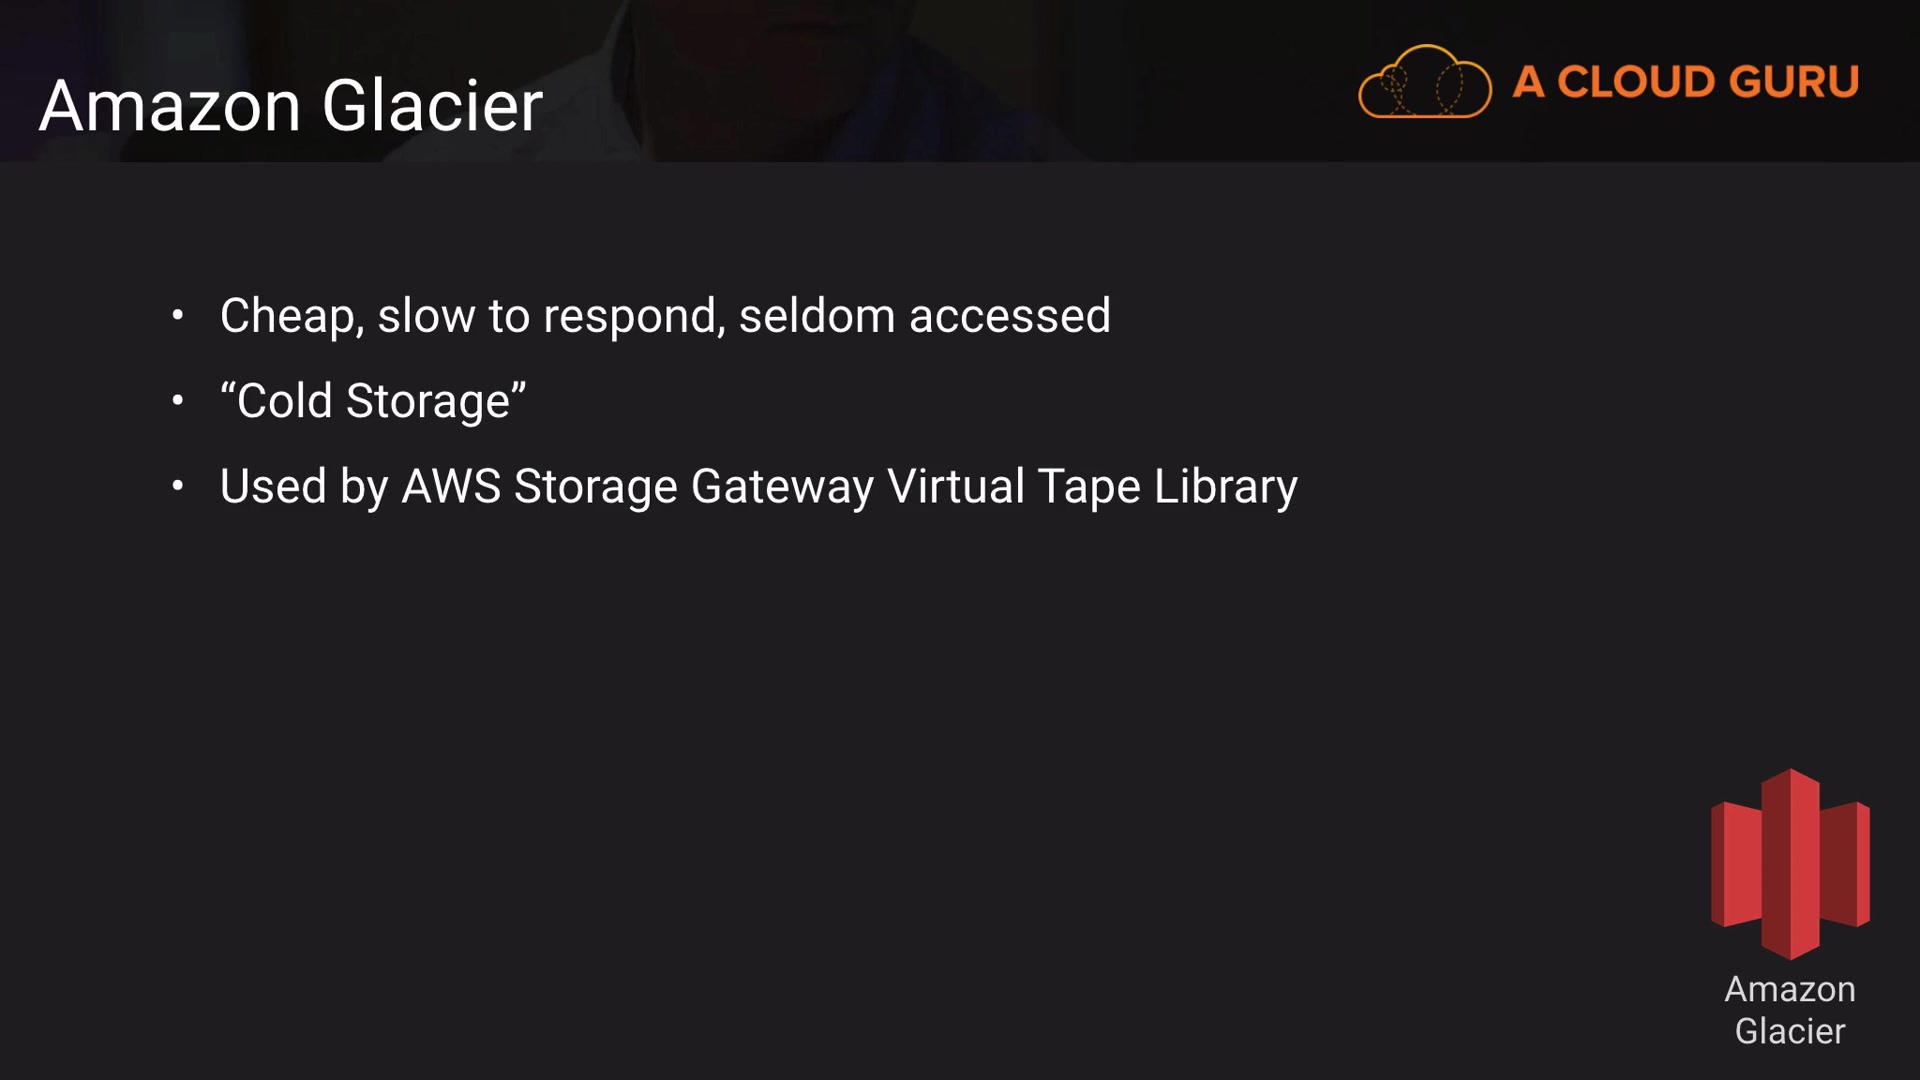 Amazon Glacier
A CLOUD GURU
• Cheap, slow to respond, seldom accessed
• “Cold Storage”
• Used by AWS Storage Gateway Virtual Tape Library
Amazon
Glacier